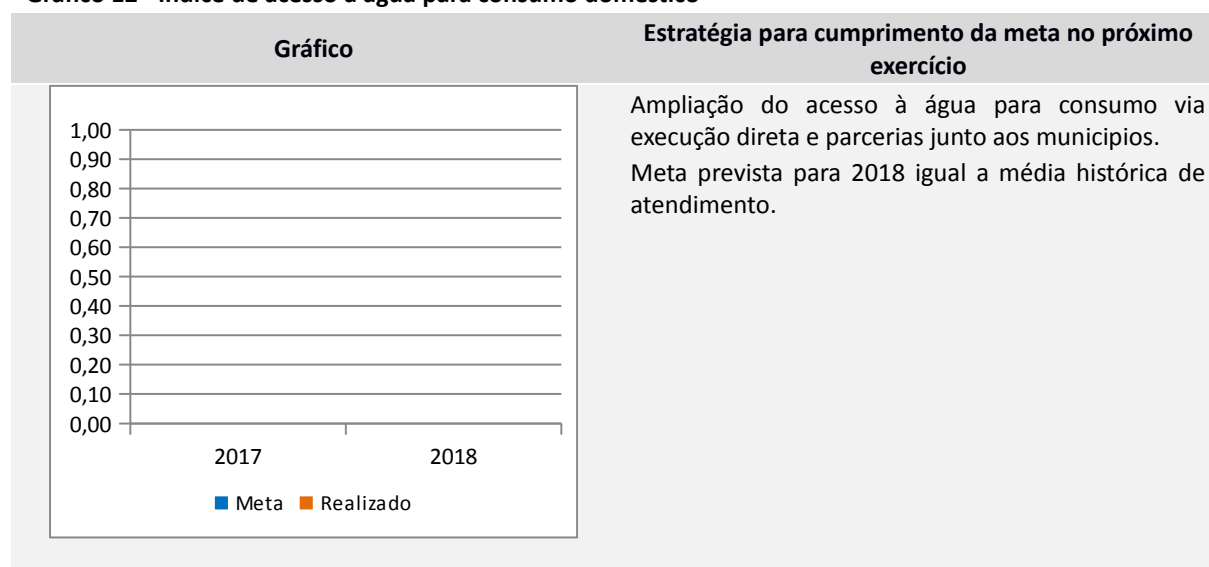 Gráfico
Estratégia para cumprimento da meta no próximo
exercício
1,00
0,90
0,80
0,70
0,60
0,50
0,40
0,30
0,20
0,10
0,00
2017 2018
Meta Realizado
Ampliação do acesso à água para consumo via
execução direta e parcerias junto aos municipios.
Meta prevista para 2018 igual a média histórica de
atendimento.